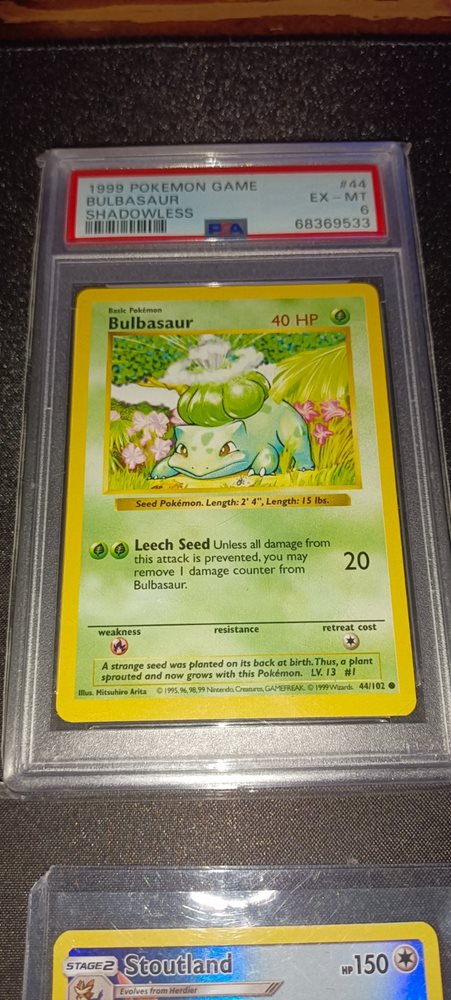 1999 POKEMON GAME #44
BULBASAUR EX - MT
SHADOWLESS 6
PSA 68369533
Basic Pokémon
Bulbasaur 40 HP
Seed Pokémon. Length: 2' 4", Length: 15 lbs.
Leech Seed Unless all damage from
this attack is prevented, you may
remove 1 damage counter from
Bulbasaur.
20
weakness resistance retreat cost
A strange seed was planted on its back at birth. Thus, a plant
sprouted and now grows with this Pokémon. LV. 13 #1
Illus. Mitsuhiro Arita © 1995, 96, 98, 99 Nintendo, Creatures, GAMEFREAK. © 1999 Wizards. 44/102
STAGE 2 Stoutland HP 150
Evolves from Herdier